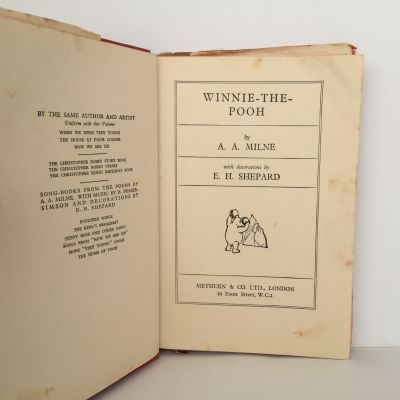 BY THE SAME AUTHOR AND ARTIST
Uniform with this Volume
WHEN WE WERE VERY YOUNG
THE HOUSE AT POOH CORNER
NOW WE ARE SIX
THE CHRISTOPHER ROBIN STORY BOOK
THE CHRISTOPHER ROBIN VERSES
THE CHRISTOPHER ROBIN BIRTHDAY BOOK
SONG-BOOKS FROM THE POEMS OF
A. A. MILNE, WITH MUSIC BY H. FRASER-
SIMSON AND DECORATIONS BY
E. H. SHEPARD
FOURTEEN SONGS
THE KING'S BREAKFAST
TEDDY BEAR AND OTHER SONGS
SONGS FROM "NOW WE ARE SIX"
MORE "VERY YOUNG" SONGS
THE HUMS OF POOH
WINNIE-THE-
POOH
by
A. A. MILNE
with decorations by
E. H. SHEPARD
METHUEN & CO. LTD., LONDON
36 Essex Street, W.C.2